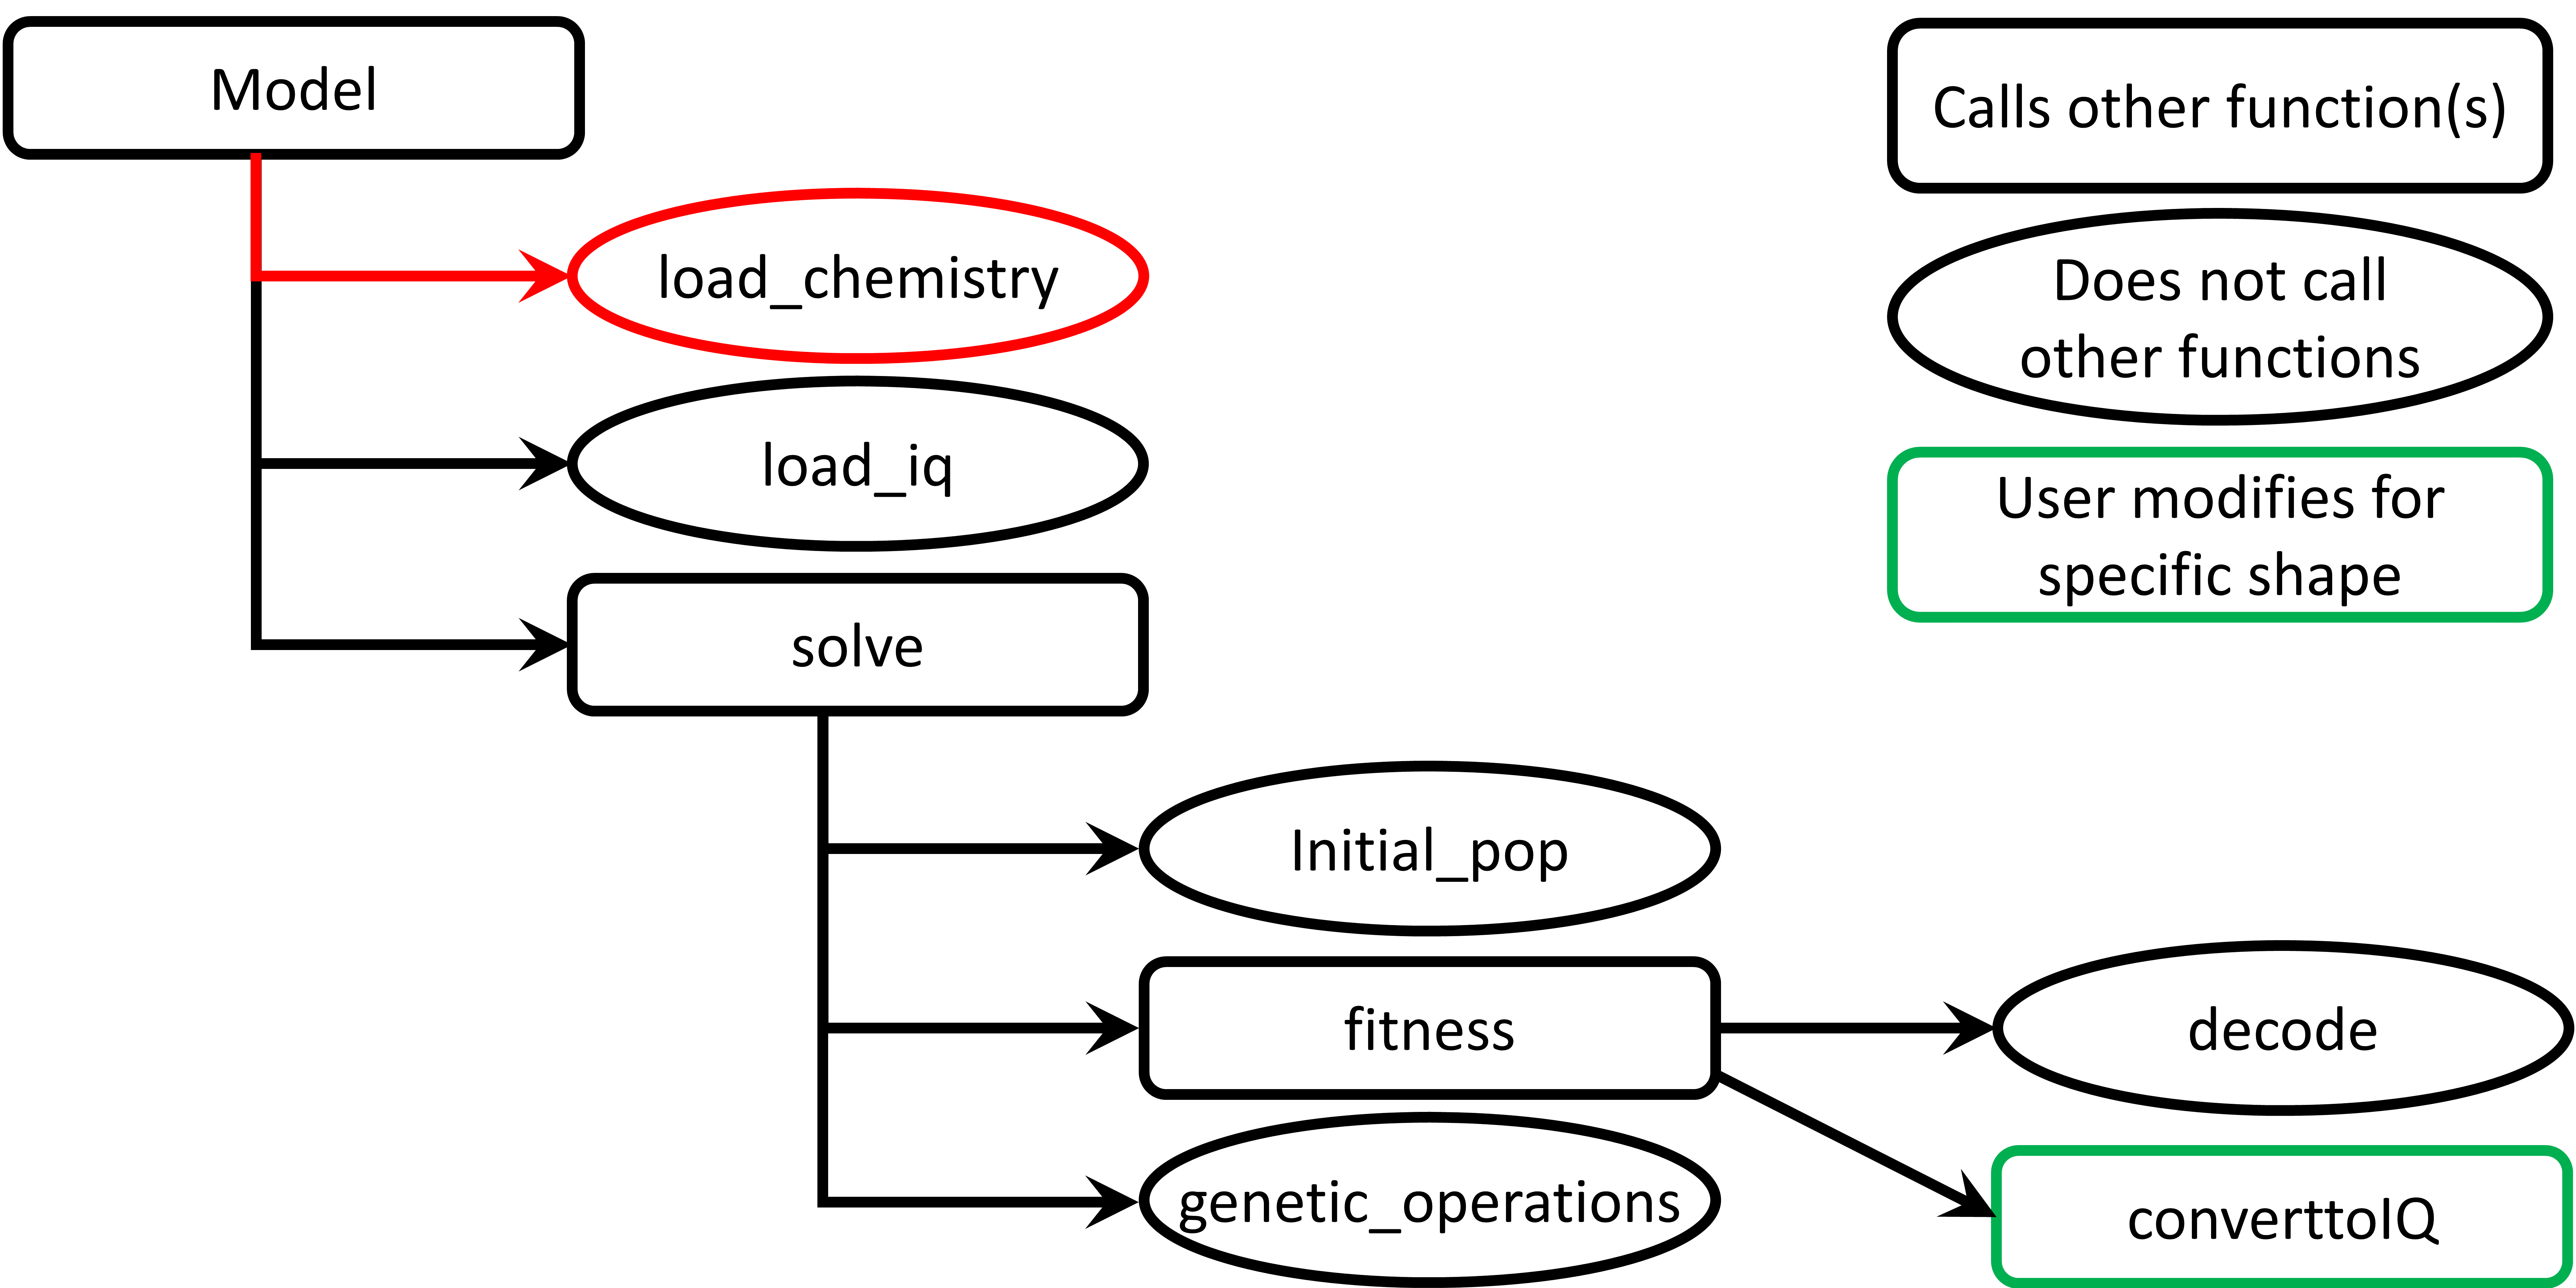 Model
Calls other function(s)
load_chemistry
Does not call
other functions
load_iq
User modifies for
specific shape
solve
Initial_pop
fitness
decode
genetic_operations
converttoIQ